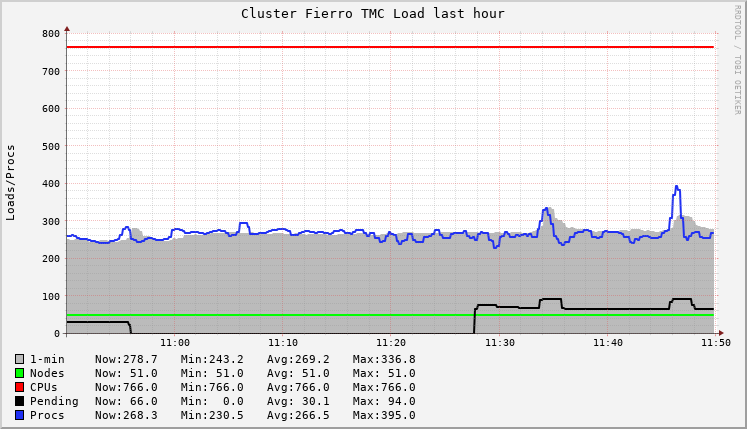 Cluster Fierro TMC Load last hour
RRDTOOL / TOBI OETIKER
Loads/Procs
800
700
600
500
400
300
200
100
0
11:00 11:10 11:20 11:30 11:40 11:50
1-min Now:278.7 Min:243.2 Avg:269.2 Max:336.8
Nodes Now: 51.0 Min: 51.0 Avg: 51.0 Max: 51.0
CPUs Now:766.0 Min:766.0 Avg:766.0 Max:766.0
Pending Now: 66.0 Min: 0.0 Avg: 30.1 Max: 94.0
Procs Now:268.3 Min:230.5 Avg:266.5 Max:395.0